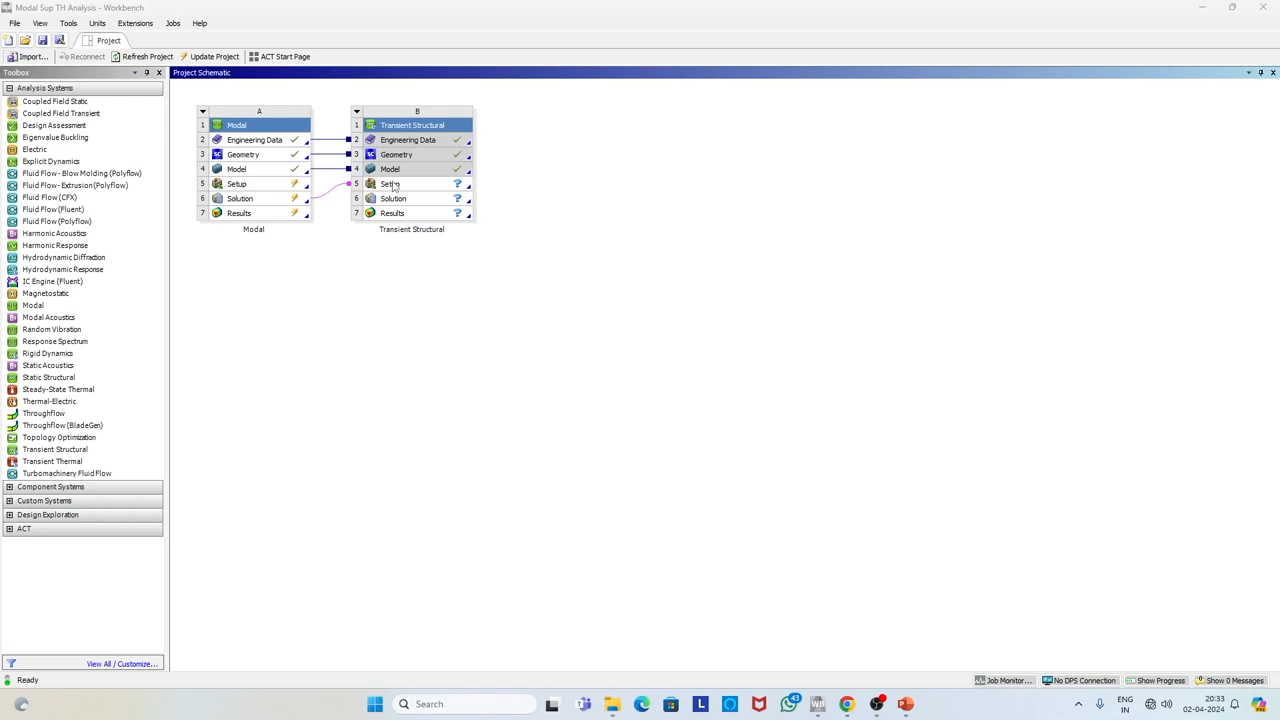 Modal Sup TH Analysis - Workbench
File View Tools Units Extensions Jobs Help
Project
Import... Reconnect Refresh Project Update Project ACT Start Page
Toolbox
Project Schematic
Analysis Systems
Coupled Field Static
Coupled Field Transient
Design Assessment
Eigenvalue Buckling
Electric
Explicit Dynamics
Fluid Flow - Blow Molding (Polyflow)
Fluid Flow- Extrusion (Polyflow)
Fluid Flow (CFX)
Fluid Flow (Fluent)
Fluid Flow (Polyflow)
Harmonic Acoustics
Harmonic Response
Hydrodynamic Diffraction
Hydrodynamic Response
IC Engine (Fluent)
Magnetostatic
Modal
Modal Acoustics
Random Vibration
Response Spectrum
Rigid Dynamics
Static Acoustics
Static Structural
Steady-State Thermal
Thermal-Electric
Throughflow
Throughflow (BladeGen)
Topology Optimization
Transient Structural
Transient Thermal
Turbomachinery Fluid Flow
Component Systems
Custom Systems
Design Exploration
ACT
View All / Customize...
A
1 Modal
2 Engineering Data
3 Geometry
4 Model
5 Setup
6 Solution
7 Results
Modal
B
1 Transient Structural
2 Engineering Data
3 Geometry
4 Model
5 Setup
6 Solution
7 Results
Transient Structural
Ready
Job Monitor... No DPS Connection Show Progress Show 0 Messages
Search
43
ENG
IN
20:33
02-04-2024